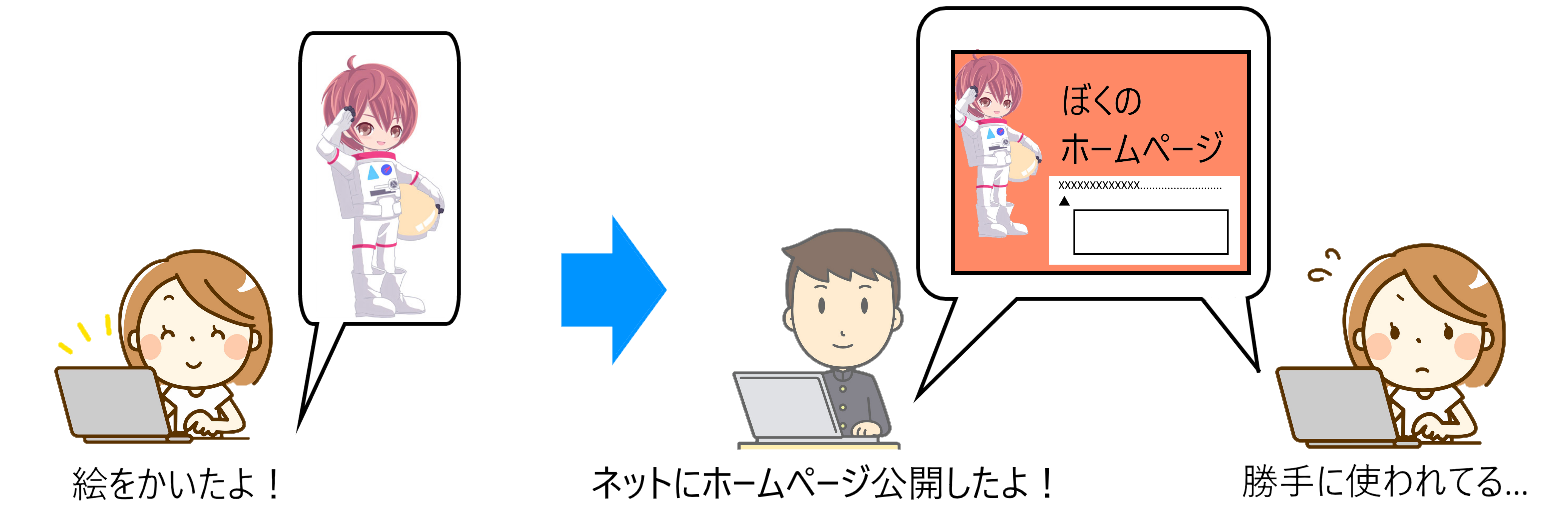 ぼくの
ホームページ
XXXXXXXXXXXXX...........................
▲
絵をかいたよ！
ネットにホームページ公開したよ！
勝手に使われてる...